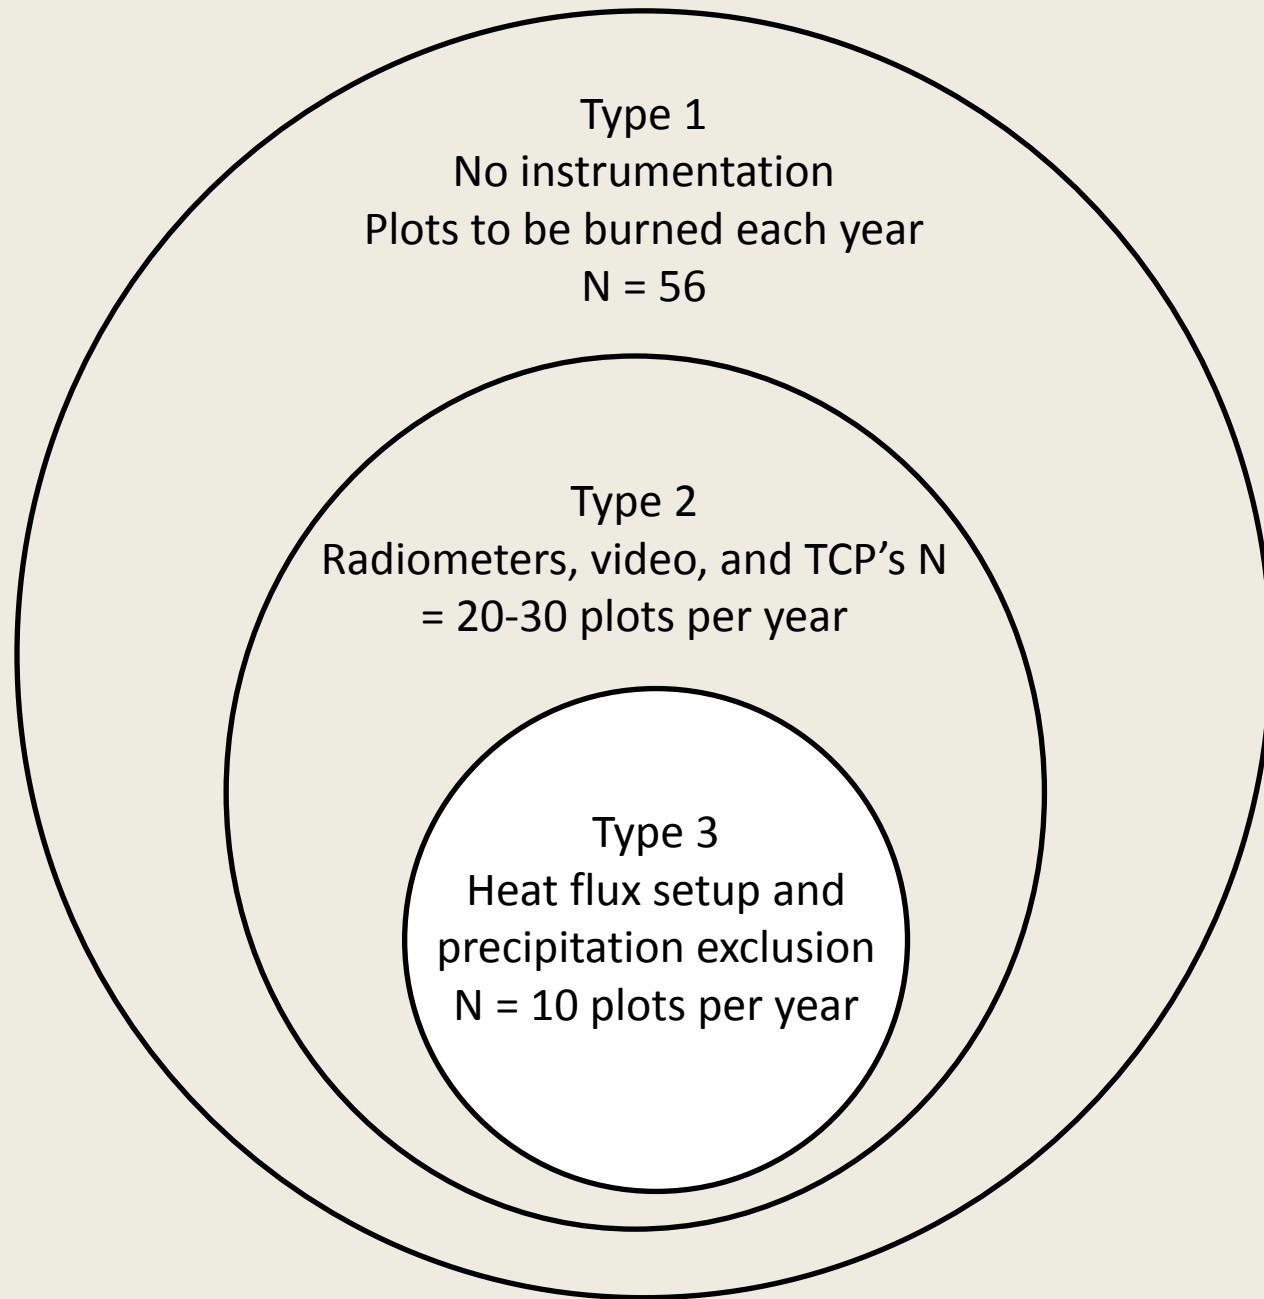 Type 1
No instrumentation
Plots to be burned each year
N = 56
Type 2
Radiometers, video, and TCP’s N
= 20-30 plots per year
Type 3
Heat flux setup and
precipitation exclusion
N = 10 plots per year